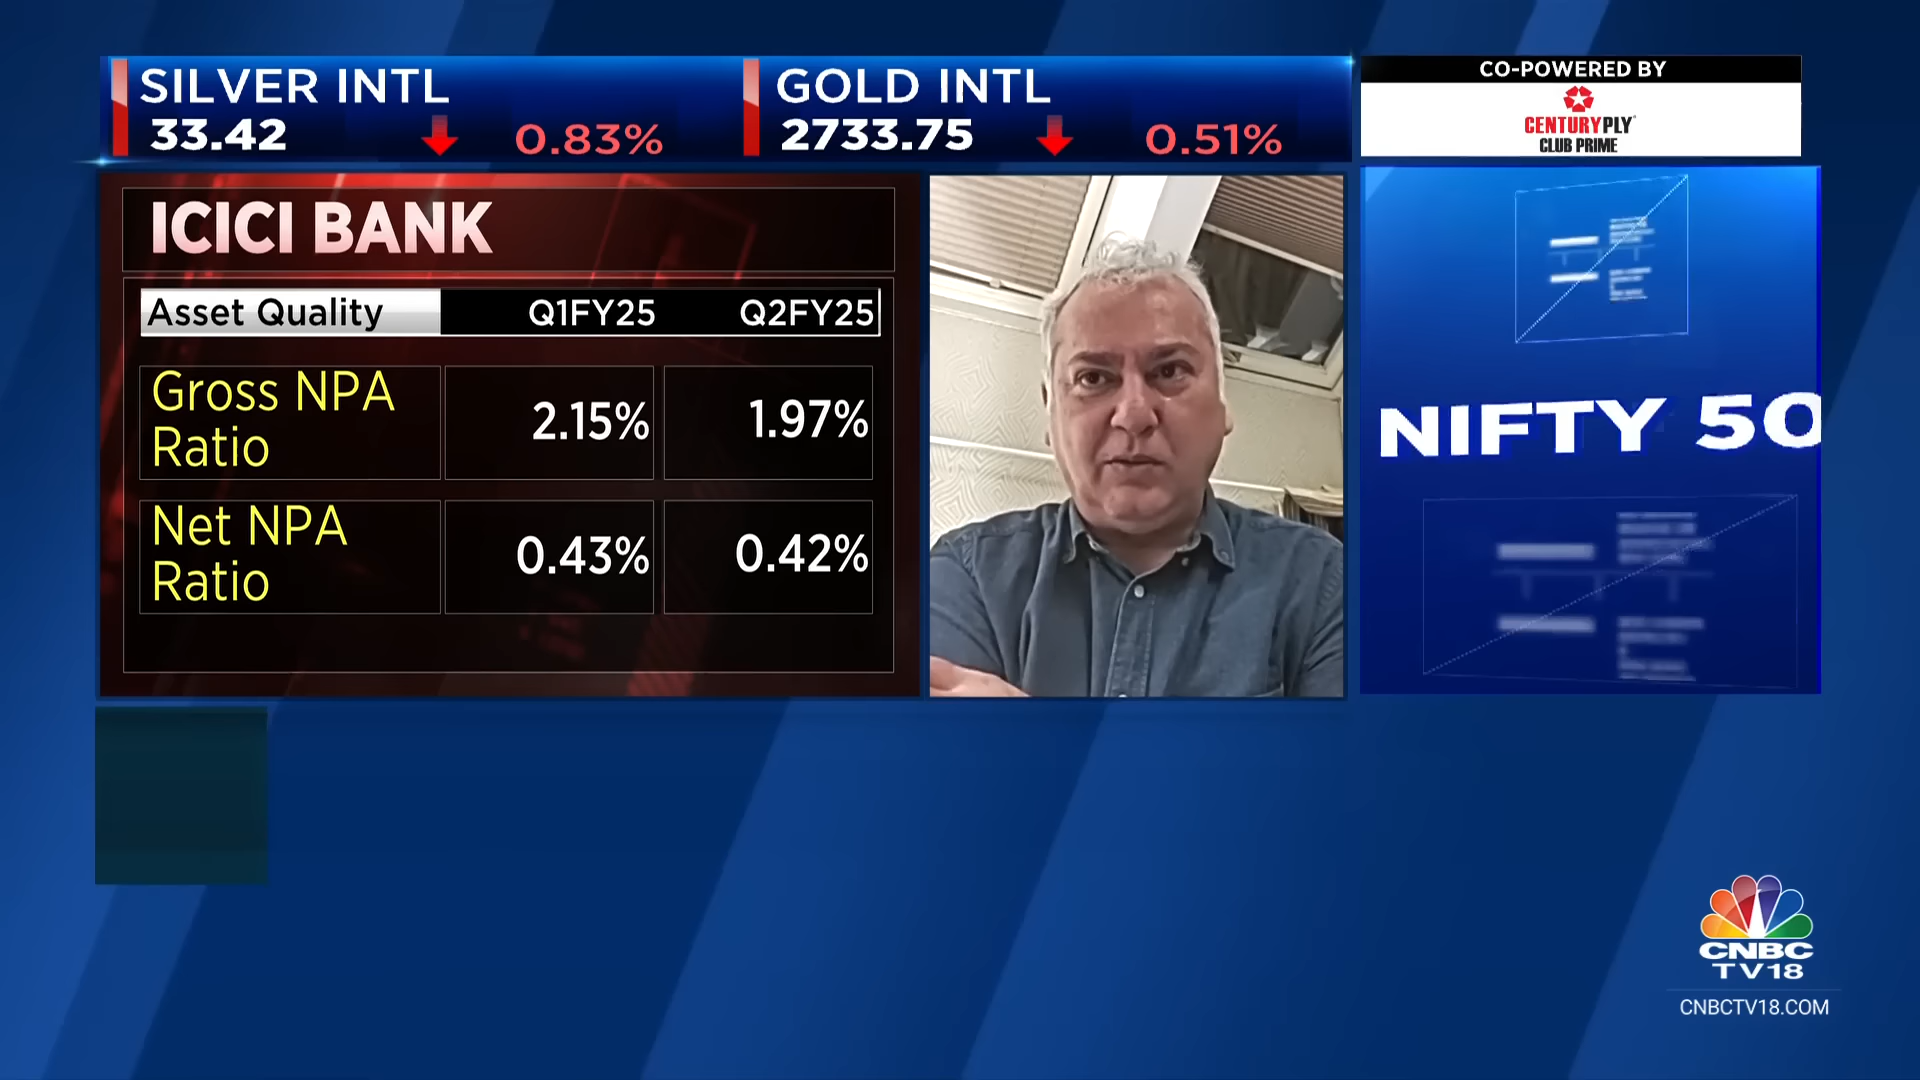 SILVER INTL
33.42 0.83%
GOLD INTL
2733.75 0.51%
CO-POWERED BY
CENTURYPLY
CLUB PRIME
ICICI BANK
Asset Quality Q1FY25 Q2FY25
Gross NPA
Ratio
2.15% 1.97%
Net NPA
Ratio
0.43% 0.42%
NIFTY 50
CNBC
TV18
CNBCTV18.COM